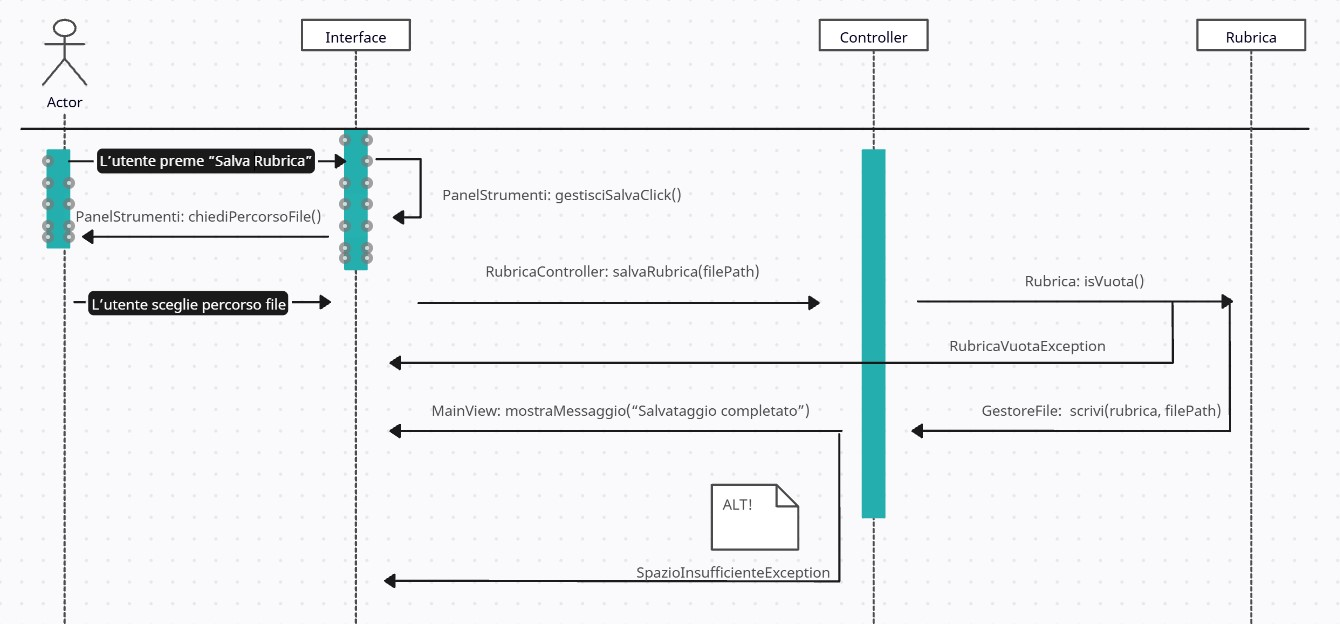 Actor
Interface
Controller
Rubrica
L’utente preme “Salva Rubrica”
PanelStrumenti: gestisciSalvaClick()
PanelStrumenti: chiediPercorsoFile()
RubricaController: salvaRubrica(filePath)
Rubrica: isVuota()
L’utente sceglie percorso file
RubricaVuotaException
MainView: mostraMessaggio(“Salvataggio completato”)
GestoreFile:  scrivi(rubrica, filePath)
ALT!
SpazioInsufficienteException